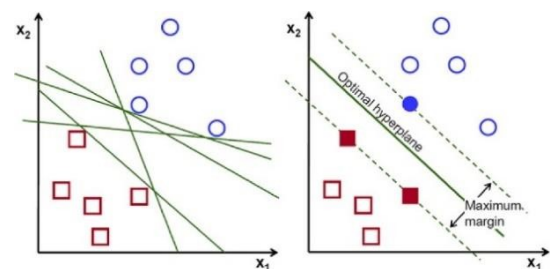 X₂
X₁
X₂
Optimal hyperplane
Maximum
margin
X₁